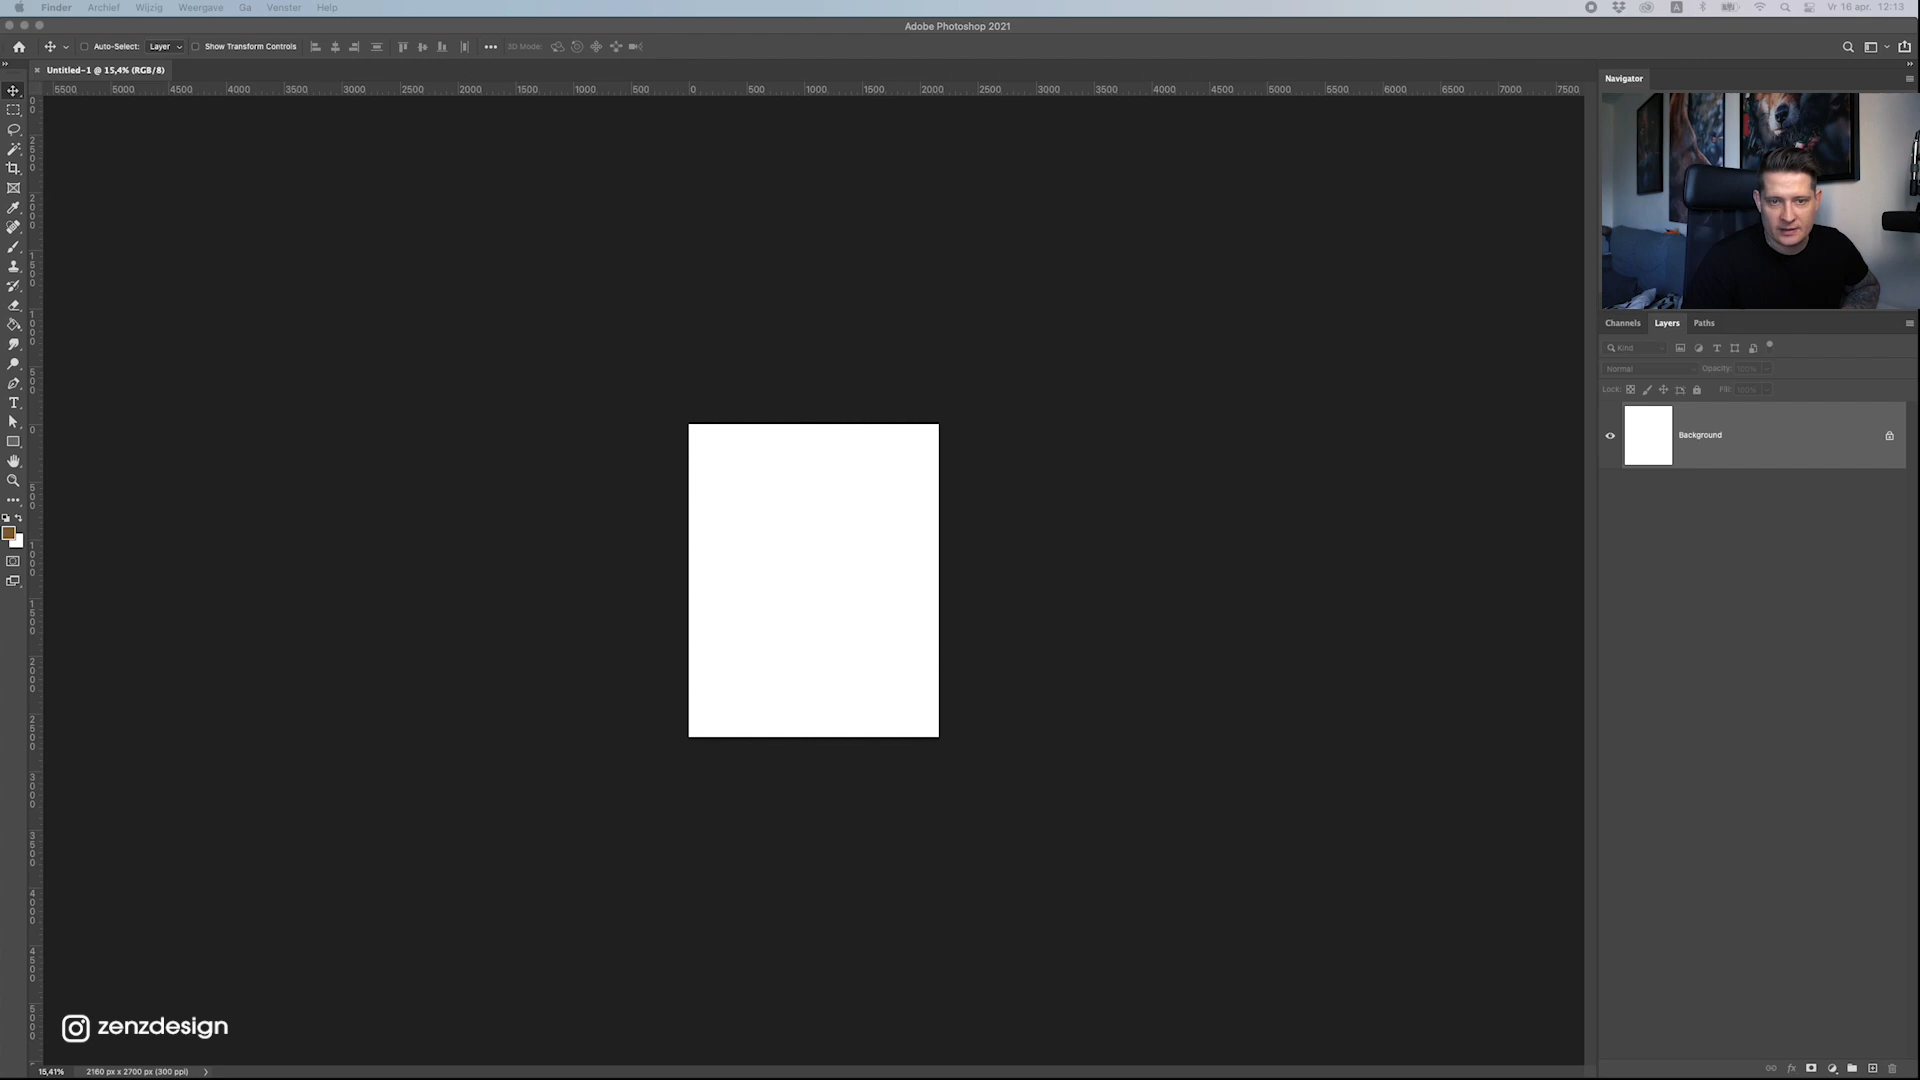 Finder Archief Wijzig Weergave Ga Venster Help
A Vr 16 apr. 12:13
Adobe Photoshop 2021
Auto-Select: Layer Show Transform Controls 3D Mode:
Untitled-1 @ 15,4% (RGB/8)
5500 5000 4500 4000 3500 3000 2500 2000 1500 1000 500 0 500 1000 1500 2000 2500 3000 3500 4000 4500 5000 5500 6000 6500 7000 7500
Navigator
Channels Layers Paths
Kind
Normal Opacity: 100%
Lock: Fill: 100%
Background
zenzdesign
15,41% 2160 px x 2700 px (300 ppi)